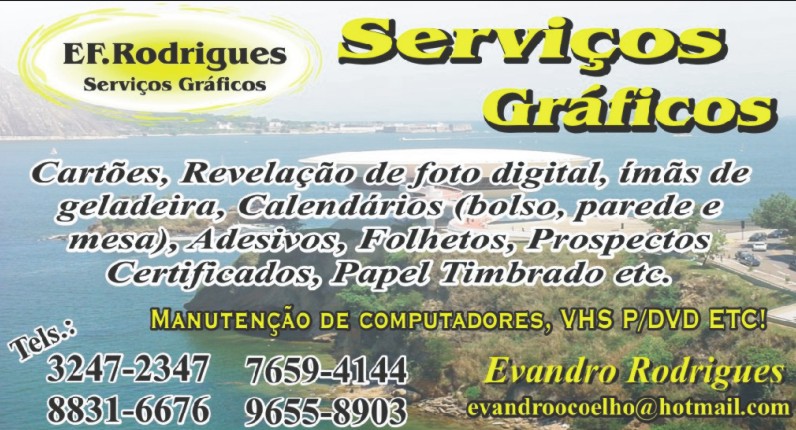 EF.Rodrigues
Serviços Gráficos
Serviços
Gráficos
Cartões, Revelação de foto digital, ímãs de
geladeira, Calendários (bolso, parede e
mesa), Adesivos, Folhetos, Prospectos
Certificados, Papel Timbrado etc.
MANUTENÇÃO DE COMPUTADORES, VHS P/DVD ETC!
Tels.:
3247-2347 7659-4144
8831-6676 9655-8903
Evandro Rodrigues
evandroocoelho@hotmail.com